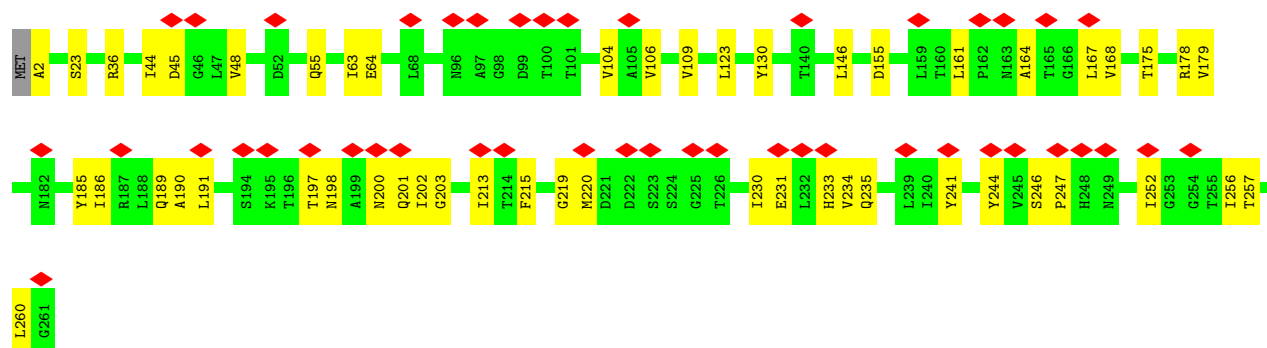 MET A2 S23 R36 I44 D45 G46 L47 V48 D52 Q55 I63 E64 L68 N96 A97 G98 D99 T100 T101 V104 A105 V106 V109 L123 Y130 T140 L146 D155 L159 T160 L161 P162 N163 A164 T165 G166 L167 V168 T175 R178 V179
N182 Y185 I186 R187 L188 Q189 A190 L191 S194 K195 T196 T197 N198 A199 N200 Q201 I202 G203 I213 T214 F215 G219 M220 D221 D222 S223 S224 G225 T226 I230 E231 L232 H233 V234 Q235 L239 I240 Y241 Y244 V245 S246 P247 H248 N249 I252 G253 G254 T255 I256 T257
L260 G261